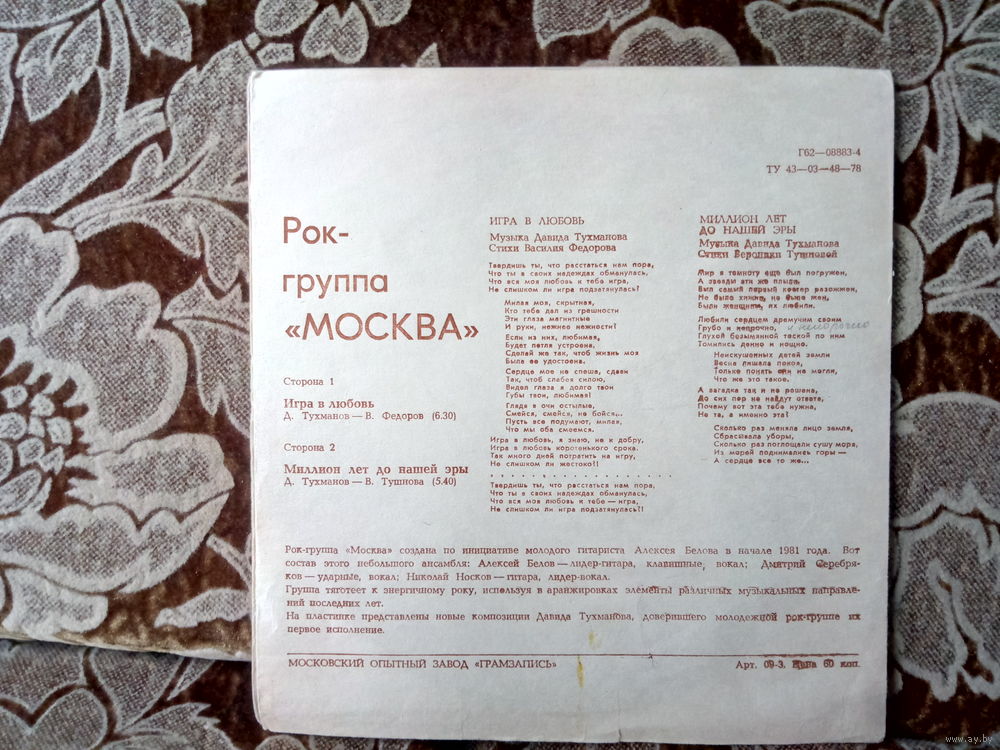 Г62—08883-4
ТУ 43—03—48—78
Рок-
группа
«МОСКВА»
Сторона 1
Игра в любовь
Д. Тухманов — В. Федоров (6.30)
Сторона 2
Миллион лет до нашей эры
Д. Тухманов — В. Тушнова (5.40)
ИГРА В ЛЮБОВЬ
Музыка Давида Тухманова
Стихи Василия Федорова
Твердишь ты, что расстаться нам пора,
Что ты в своих надеждах обманулась,
Что вся моя любовь к тебе игра,
Не слишком ли игра подзатянулась?
Милая моя, скрытная,
Кто тебе дал из грешности
Эти глаза магнитные
И руки, нежнее нежности?
Если из них, любимая,
Будет петля устроена,
Сделай же так, чтоб жизнь моя
Была ее удостоена.
Сердце мое не спеша, сдави
Так, чтоб слабея силою,
Видел глаза я долго твои
Губы твои, любимая!
Глядя в очи остылые,
Смейся, смейся, не бойся,..
Пусть все подумают, милая,
Что мы оба смеемся.
Игра в любовь, я знаю, не к добру,
Игра в любовь коротенького срока.
Так много дней потратить на игру,
Не слишком ли жестоко?!
. . . . . . . . . . . . . . . . . .
Твердишь ты, что расстаться нам пора,
Что ты в своих надеждах обманулась,
Что вся моя любовь к тебе — игра,
Не слишком ли игра подзатянулась?!
МИЛЛИОН ЛЕТ
ДО НАШЕЙ ЭРЫ
Музыка Давида Тухманова
Стихи Вероники Тушновой
Мир в темноту еще был погружен,
А звезды эти же плыли,
Был самый первый костер разожжен,
Не было хижин, не было жен,
Были женщины, их любили.
Любили сердцем дремучим своим
Грубо и непрочно, и непорочно
Глухой безымянной тоской по ним
Томились денно и нощно.
Неискушенных детей земли
Весна лишала покоя,
Только понять они не могли,
Что же это такое.
А загадка так и не решена,
До сих пор не найдут ответа,
Почему вот эта тебе нужна,
Не та, а именно эта?
Сколько раз меняла лицо земля,
Сбрасывала уборы,
Сколько раз поглощали сушу моря,
Из морей поднимались горы —
А сердце все то же...
Рок-группа «Москва» создана по инициативе молодого гитариста Алексея Белова в начале 1981 года. Вот
состав этого небольшого ансамбля: Алексей Белов — лидер-гитара, клавишные, вокал; Дмитрий Серебря-
ков — ударные, вокал; Николай Носков — гитара, лидер-вокал.
Группа тяготеет к энергичному року, используя в аранжировках элементы различных музыкальных направле-
ний последних лет.
На пластинке представлены новые композиции Давида Тухманова, доверившего молодежной рок-группе их
первое исполнение.
МОСКОВСКИЙ ОПЫТНЫЙ ЗАВОД «ГРАМЗАПИСЬ»
Арт. 09-3. Цена 60 коп.
www.ay.by